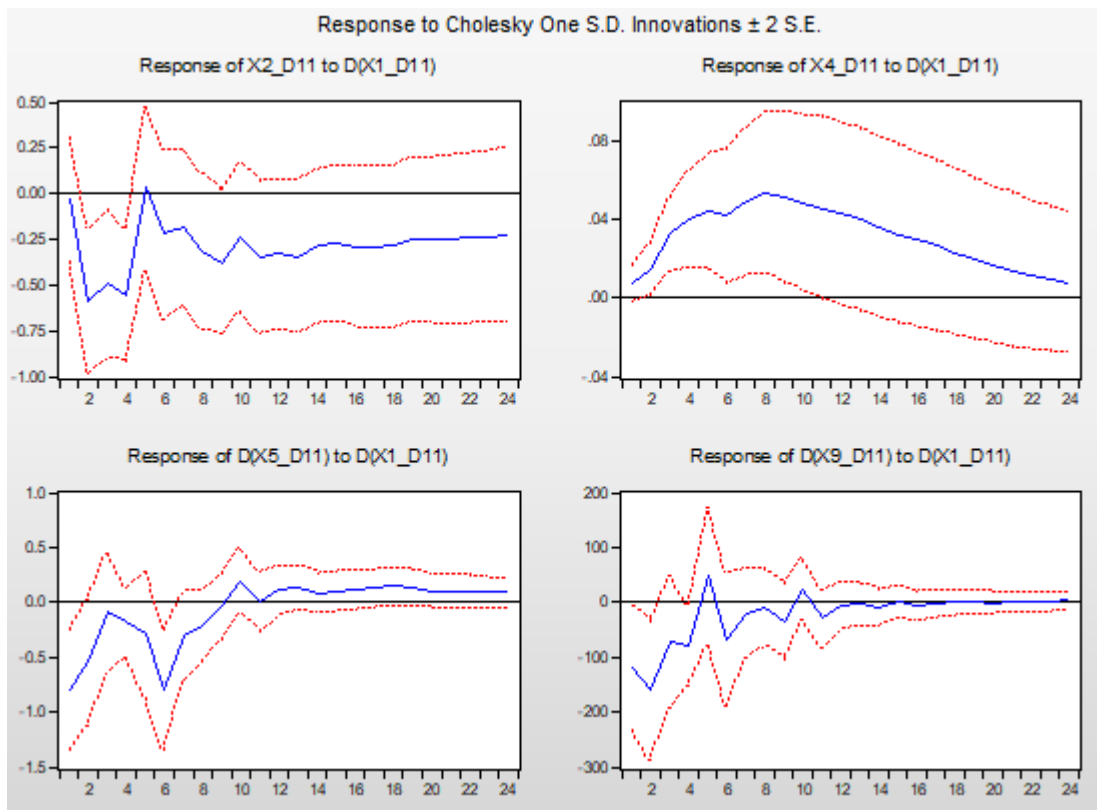 Response to Cholesky One S.D. Innovations ± 2 S.E.
Response of X2_D11 to D(X1_D11)
0.50
0.25
0.00
-0.25
-0.50
-0.75
-1.00
2 4 6 8 10 12 14 16 18 20 22 24
Response of X4_D11 to D(X1_D11)
.08
.04
.00
-.04
2 4 6 8 10 12 14 16 18 20 22 24
Response of D(X5_D11) to D(X1_D11)
1.0
0.5
0.0
-0.5
-1.0
-1.5
2 4 6 8 10 12 14 16 18 20 22 24
Response of D(X9_D11) to D(X1_D11)
200
100
0
-100
-200
-300
2 4 6 8 10 12 14 16 18 20 22 24